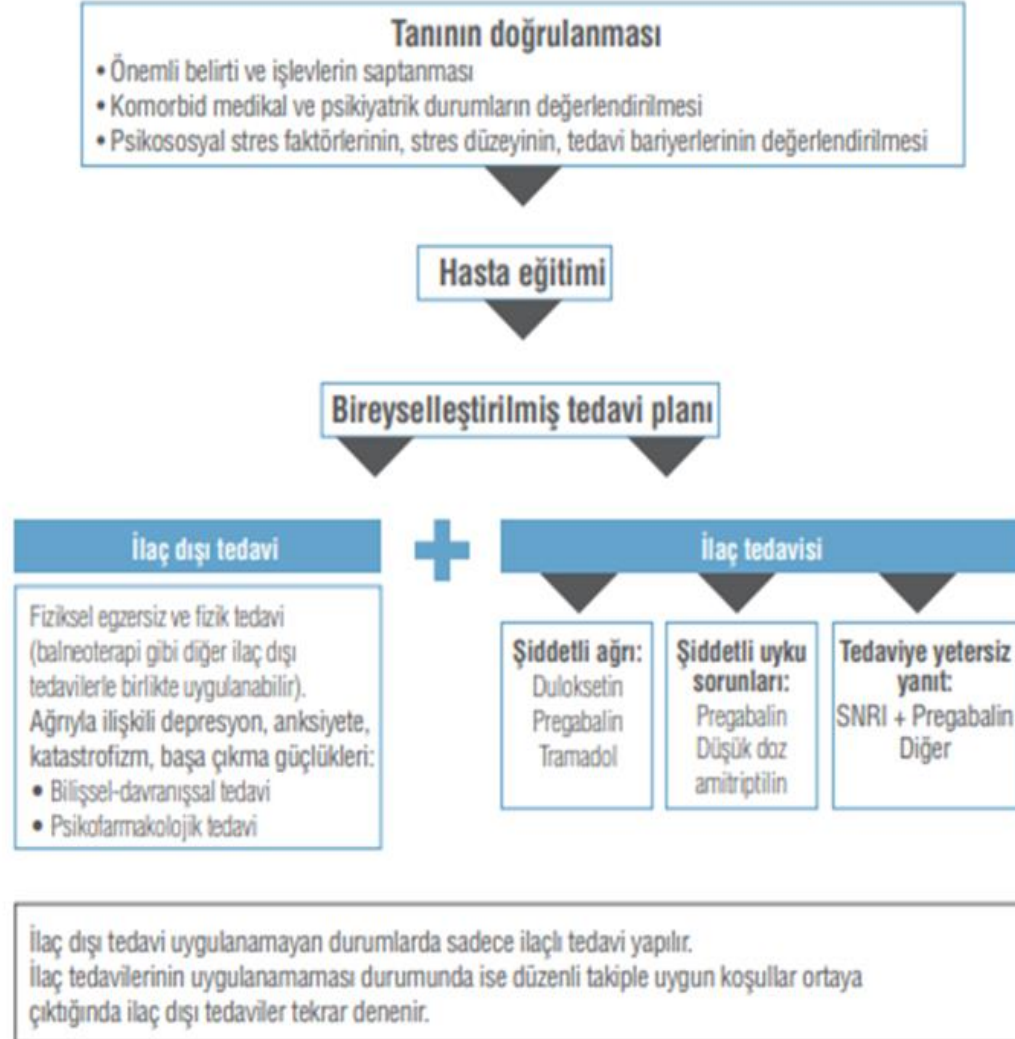 Tanının doğrulanması
• Önemli belirti ve işlevlerin saptanması
• Komorbid medikal ve psikiyatrik durumların değerlendirilmesi
• Psikososyal stres faktörlerinin, stres düzeyinin, tedavi bariyerlerinin değerlendirilmesi
Hasta eğitimi
Bireyselleştirilmiş tedavi planı
İlaç dışı tedavi
Fiziksel egzersiz ve fizik tedavi
(balneoterapi gibi diğer ilaç dışı
tedavilerle birlikte uygulanabilir).
Ağrıyla ilişkili depresyon, anksiyete,
katastrofizm, başa çıkma güçlükleri:
• Bilişsel-davranışsal tedavi
• Psikofarmakolojik tedavi
İlaç tedavisi
Şiddetli ağrı:
Duloksetin
Pregabalin
Tramadol
Şiddetli uyku
sorunları:
Pregabalin
Düşük doz
amitriptilin
Tedaviye yetersiz
yanıt:
SNRI + Pregabalin
Diğer
İlaç dışı tedavi uygulanamayan durumlarda sadece ilaçlı tedavi yapılır.
İlaç tedavilerinin uygulanamaması durumunda ise düzenli takiple uygun koşullar ortaya
çıktığında ilaç dışı tedaviler tekrar denenir.